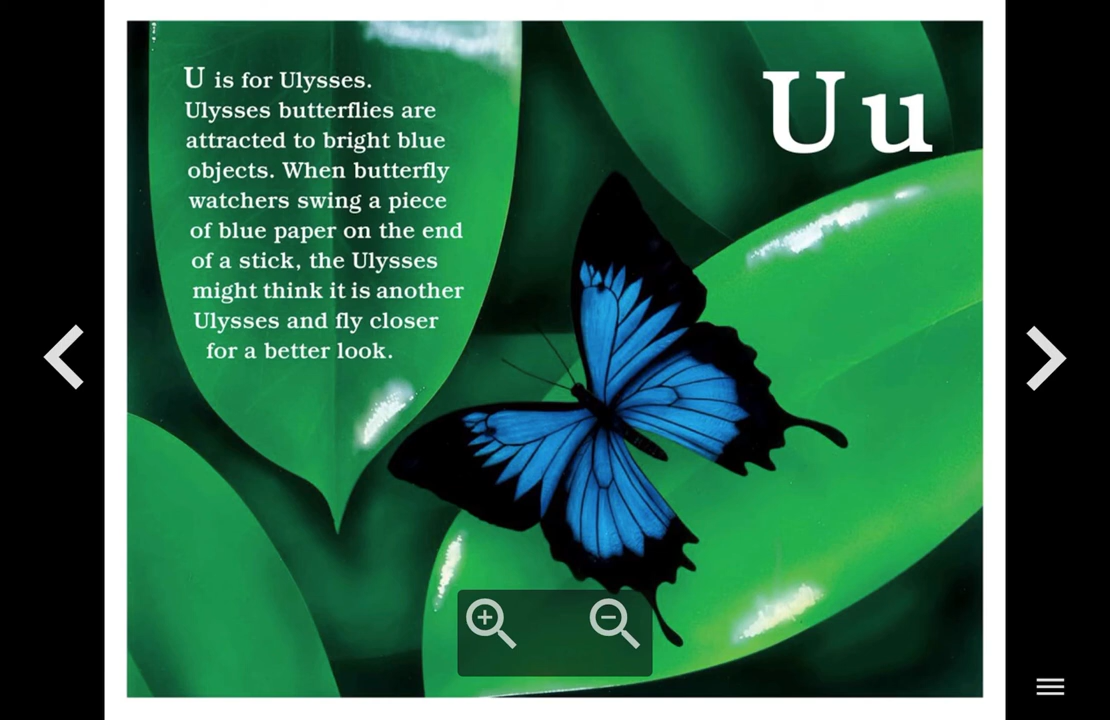 U u
U is for Ulysses.
Ulysses butterflies are
attracted to bright blue
objects. When butterfly
watchers swing a piece
of blue paper on the end
of a stick, the Ulysses
might think it is another
Ulysses and fly closer
for a better look.